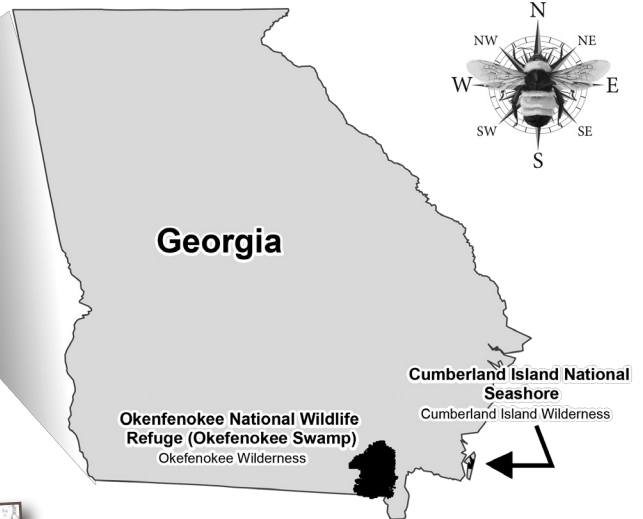 N
NW
NE
W
E
SW
SE
S
Georgia
Cumberland Island National
Seashore
Cumberland Island Wilderness
Okenfenokee National Wildlife
Refuge (Okefenokee Swamp)
Okefenokee Wilderness